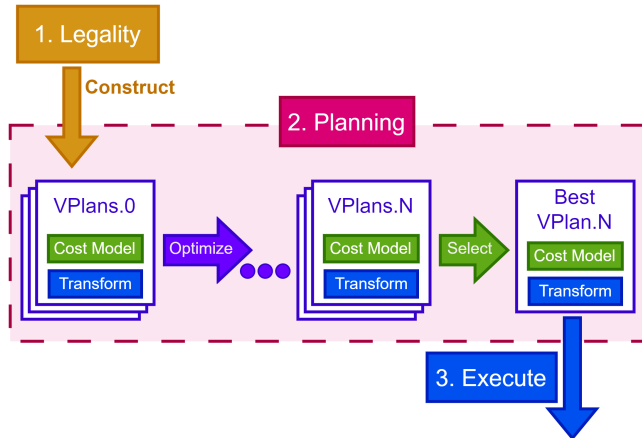 1. Legality
Construct
2. Planning
VPlans.0
Cost Model
Transform
Optimize
VPlans.N
Cost Model
Transform
Select
Best
VPlan.N
Cost Model
Transform
3. Execute